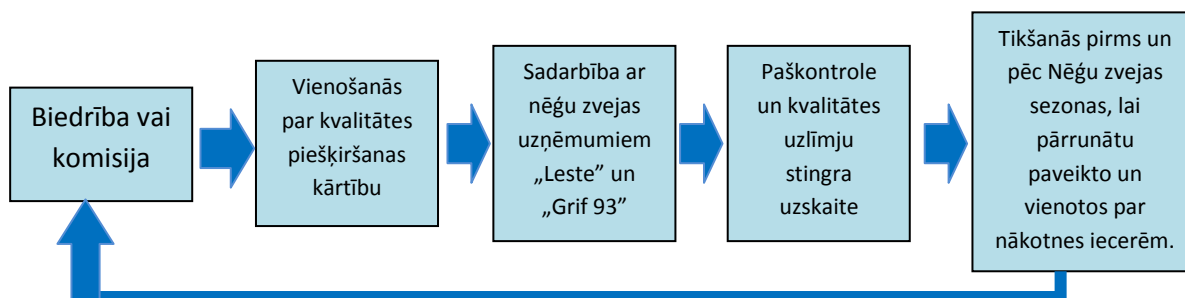 Biedrība vai
komisija
Vienošanās
par kvalitātes
piešķiršanas
kārtību
Sadarbība ar
nēģu zvejas
uzņēmumiem
„Leste” un
„Grif 93”
Paškontrole
un kvalitātes
uzlīmju
stingra
uzskaite
Tikšanās pirms un
pēc Nēģu zvejas
sezonas, lai
pārrunātu
paveikto un
vienotos par
nākotnes iecerēm.